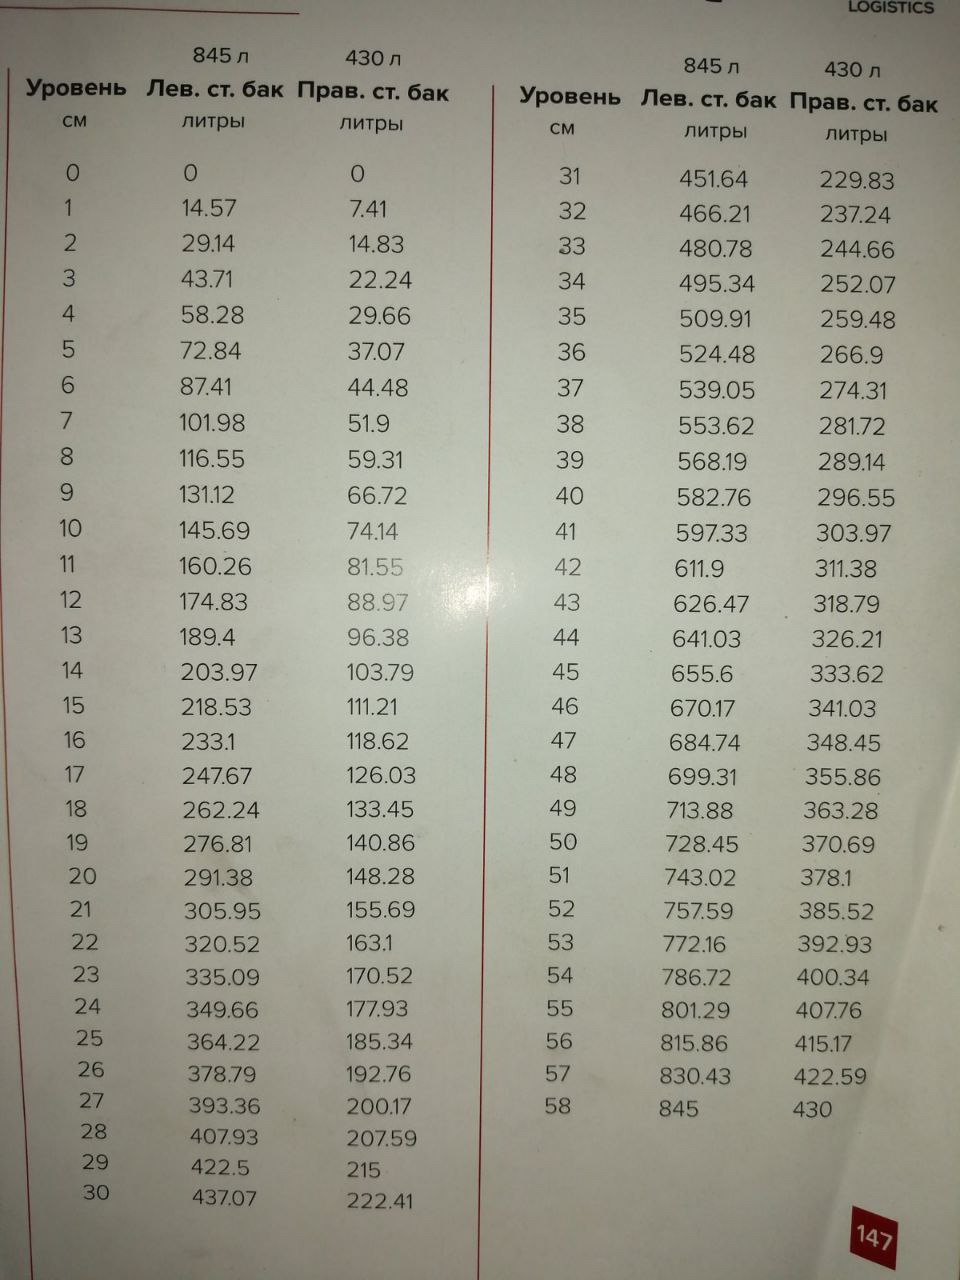 LOGISTICS
845 л 430 л
Уровень Лев. ст. бак Прав. ст. бак
см литры литры
0 0 0
1 14.57 7.41
2 29.14 14.83
3 43.71 22.24
4 58.28 29.66
5 72.84 37.07
6 87.41 44.48
7 101.98 51.9
8 116.55 59.31
9 131.12 66.72
10 145.69 74.14
11 160.26 81.55
12 174.83 88.97
13 189.4 96.38
14 203.97 103.79
15 218.53 111.21
16 233.1 118.62
17 247.67 126.03
18 262.24 133.45
19 276.81 140.86
20 291.38 148.28
21 305.95 155.69
22 320.52 163.1
23 335.09 170.52
24 349.66 177.93
25 364.22 185.34
26 378.79 192.76
27 393.36 200.17
28 407.93 207.59
29 422.5 215
30 437.07 222.41
845 л 430 л
Уровень Лев. ст. бак Прав. ст. бак
см литры литры
31 451.64 229.83
32 466.21 237.24
33 480.78 244.66
34 495.34 252.07
35 509.91 259.48
36 524.48 266.9
37 539.05 274.31
38 553.62 281.72
39 568.19 289.14
40 582.76 296.55
41 597.33 303.97
42 611.9 311.38
43 626.47 318.79
44 641.03 326.21
45 655.6 333.62
46 670.17 341.03
47 684.74 348.45
48 699.31 355.86
49 713.88 363.28
50 728.45 370.69
51 743.02 378.1
52 757.59 385.52
53 772.16 392.93
54 786.72 400.34
55 801.29 407.76
56 815.86 415.17
57 830.43 422.59
58 845 430
147